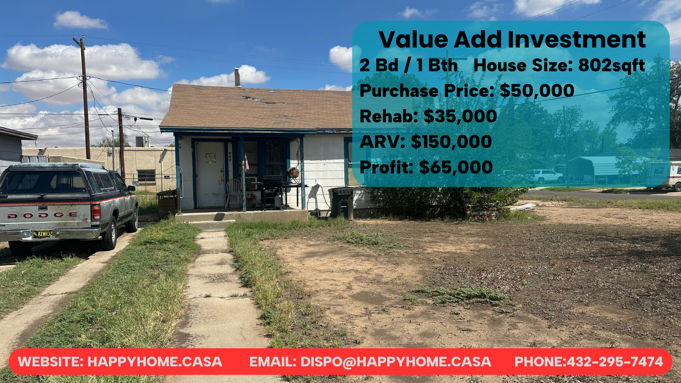 Value Add Investment
2 Bd / 1 Bth House Size: 802sqft
Purchase Price: $50,000
Rehab: $35,000
ARV: $150,000
Profit: $65,000
DODGE
WEBSITE: HAPPYHOME.CASA EMAIL: DISPO@HAPPYHOME.CASA PHONE:432-295-7474